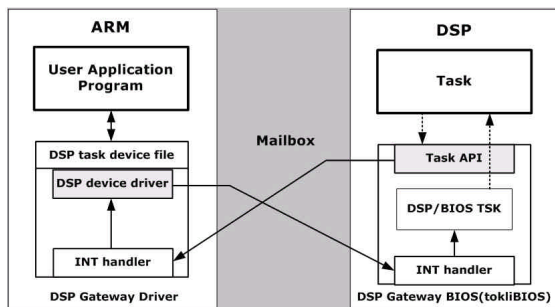 ARM
User Application
Program
DSP task device file
DSP device driver
INT handler
DSP Gateway Driver
Mailbox
DSP
Task
Task API
DSP/BIOS TSK
INT handler
DSP Gateway BIOS(tokliBIOS)